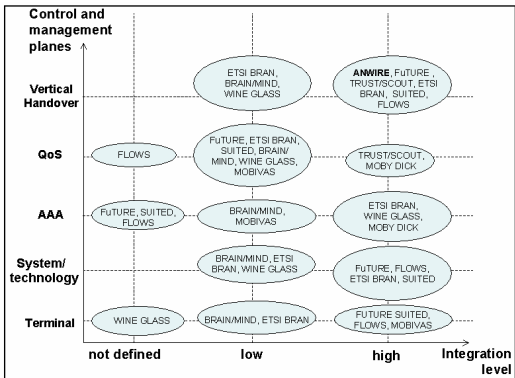 Control and
management
planes
Vertical
Handover
ETSI BRAN,
BRAIN/MIND,
WINE GLASS
ANWIRE, FuTURE ,
TRUST/SCOUT, ETSI
BRAN, SUITED,
FLOWS
QoS
FLOWS
FuTURE, ETSI BRAN,
SUITED, BRAIN/
MIND, WINE GLASS,
MOBIVAS
TRUST/SCOUT,
MOBY DICK
AAA
FuTURE, SUITED,
FLOWS
BRAIN/MIND,
MOBIVAS
ETSI BRAN,
WINE GLASS,
MOBY DICK
System/
technology
BRAIN/MIND, ETSI
BRAN, WINE GLASS
FuTURE, FLOWS,
ETSI BRAN, SUITED
Terminal
WINE GLASS
BRAIN/MIND, ETSI BRAN
FUTURE SUITED,
FLOWS, MOBIVAS
not defined
low
high
Integration
level